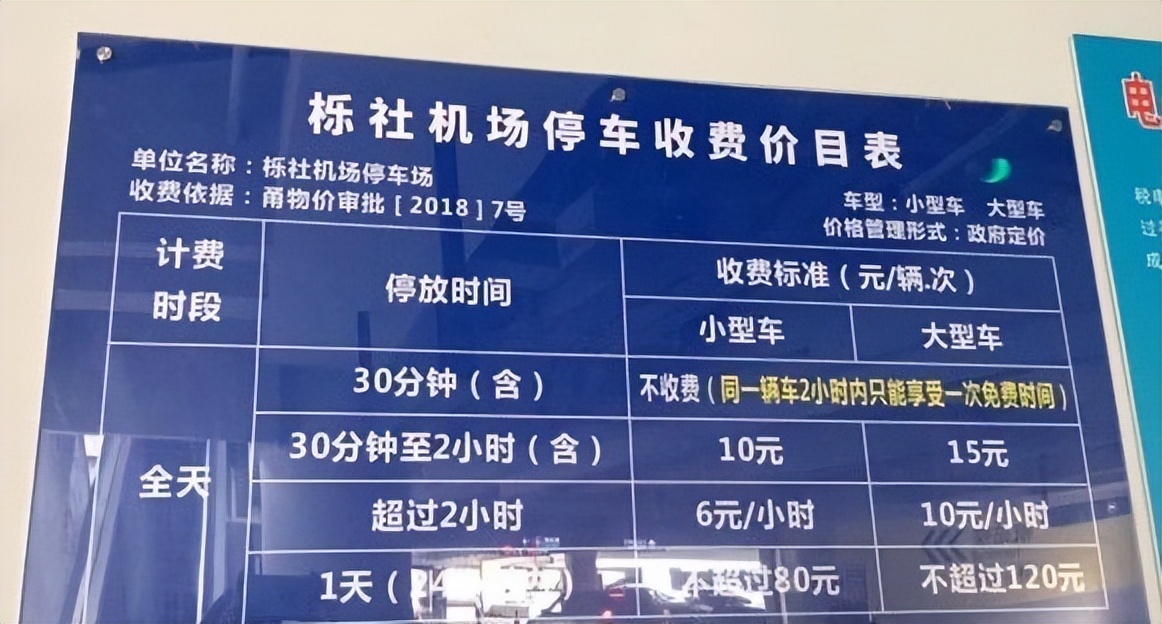 栎社机场停车收费价目表
单位名称：栎社机场停车场
收费依据：甬物价审批[2018]7号
车型：小型车 大型车
价格管理形式：政府定价
计费时段
停放时间
收费标准（元/辆.次）
小型车
大型车
全天
30分钟（含）
不收费（同一辆车2小时内只能享受一次免费时间）
30分钟至2小时（含）
10元
15元
超过2小时
6元/小时
10元/小时
1天（24
不超过80元
不超过120元
电
税电
过
成